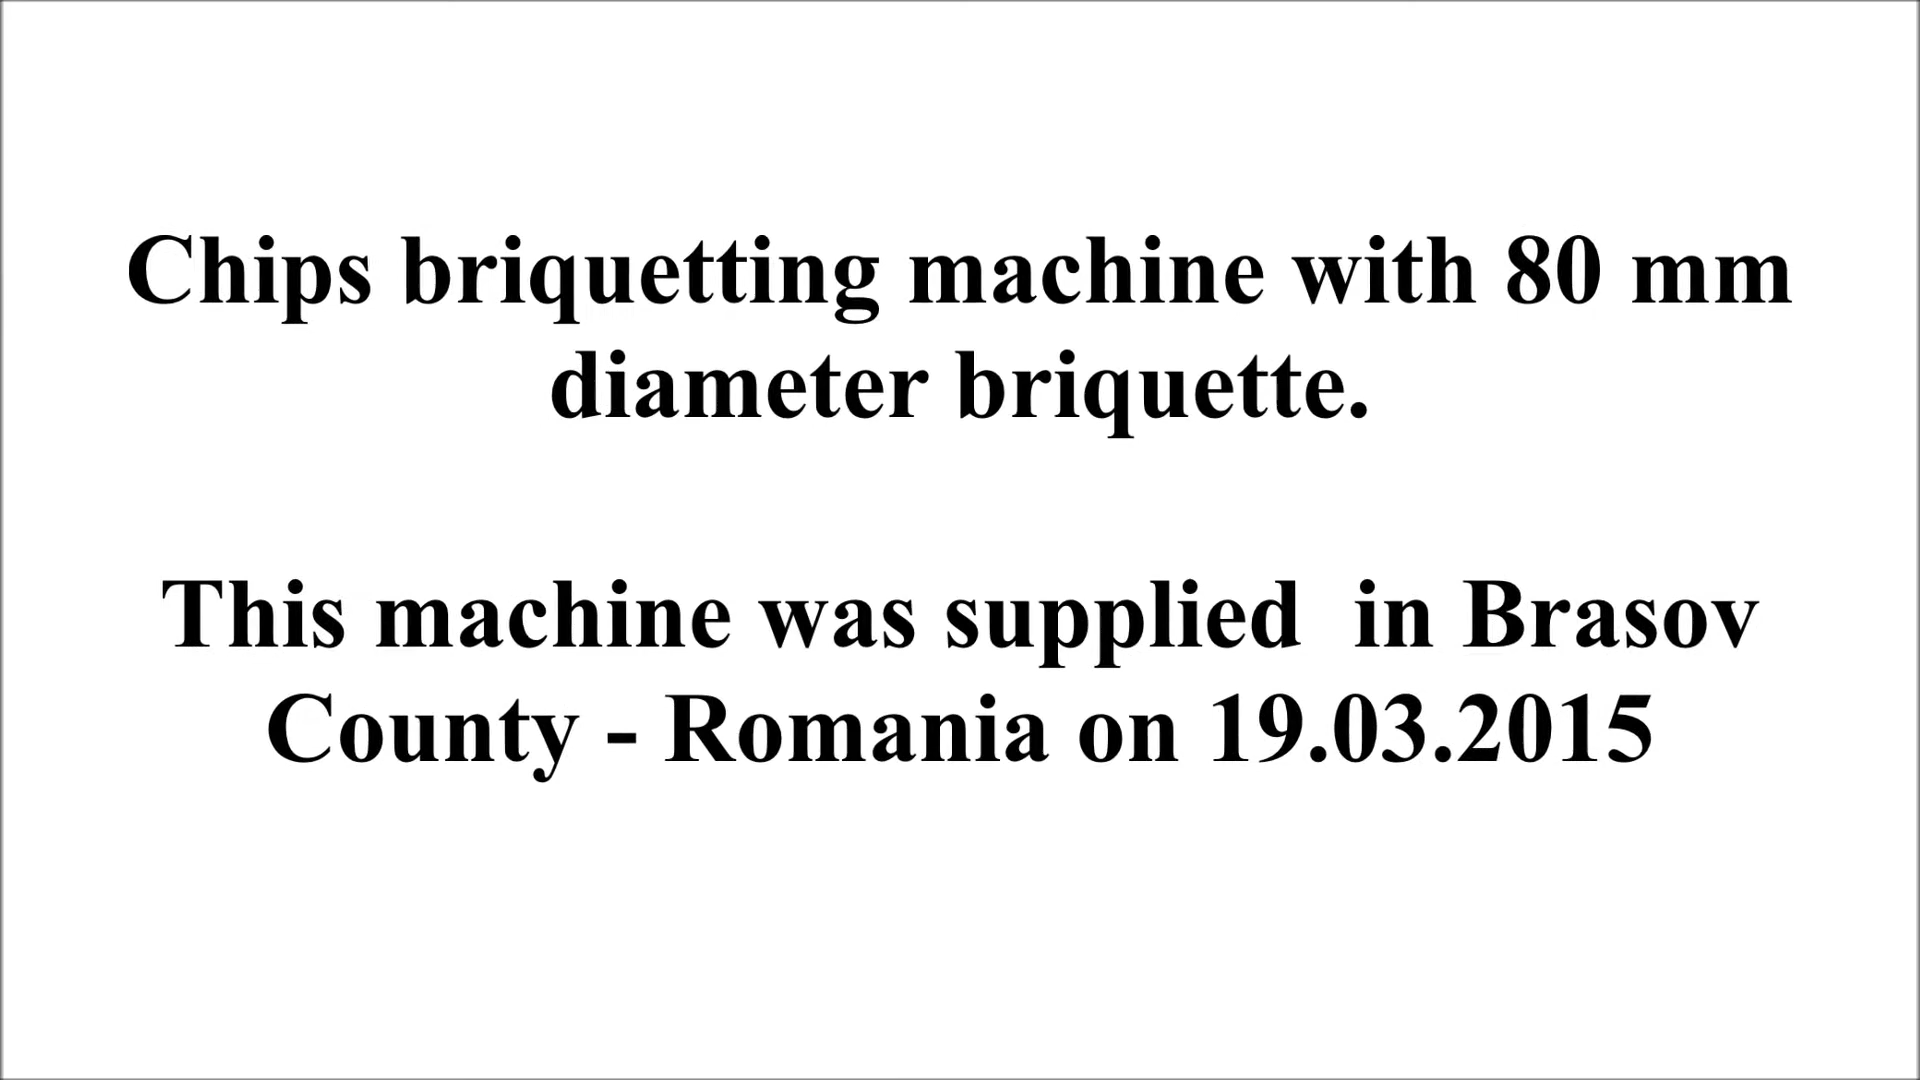 Chips briquetting machine with 80 mm
diameter briquette.
This machine was supplied  in Brasov
County - Romania on 19.03.2015